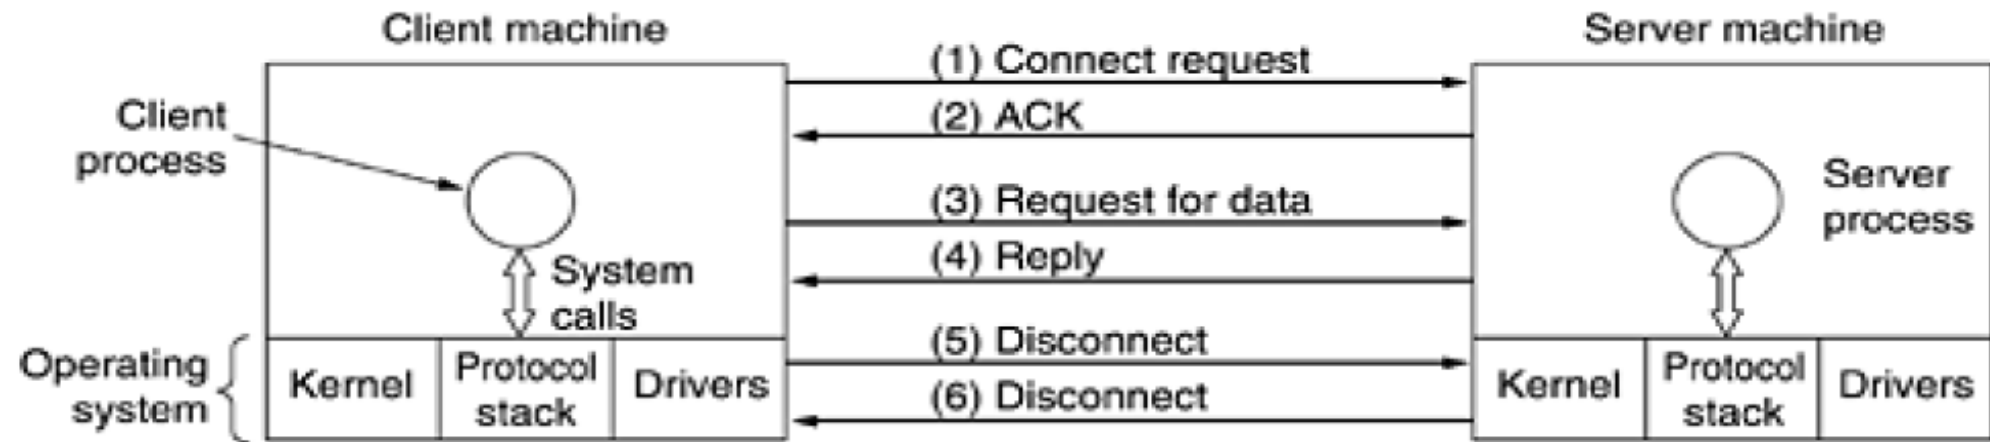 Client machine
Server machine
(1) Connect request
(2) ACK
Client
process
(3) Request for data
Server
process
(4) Reply
System
calls
(5) Disconnect
(6) Disconnect
Operating
system
Kernel
Protocol
stack
Drivers
Kernel
Protocol
stack
Drivers